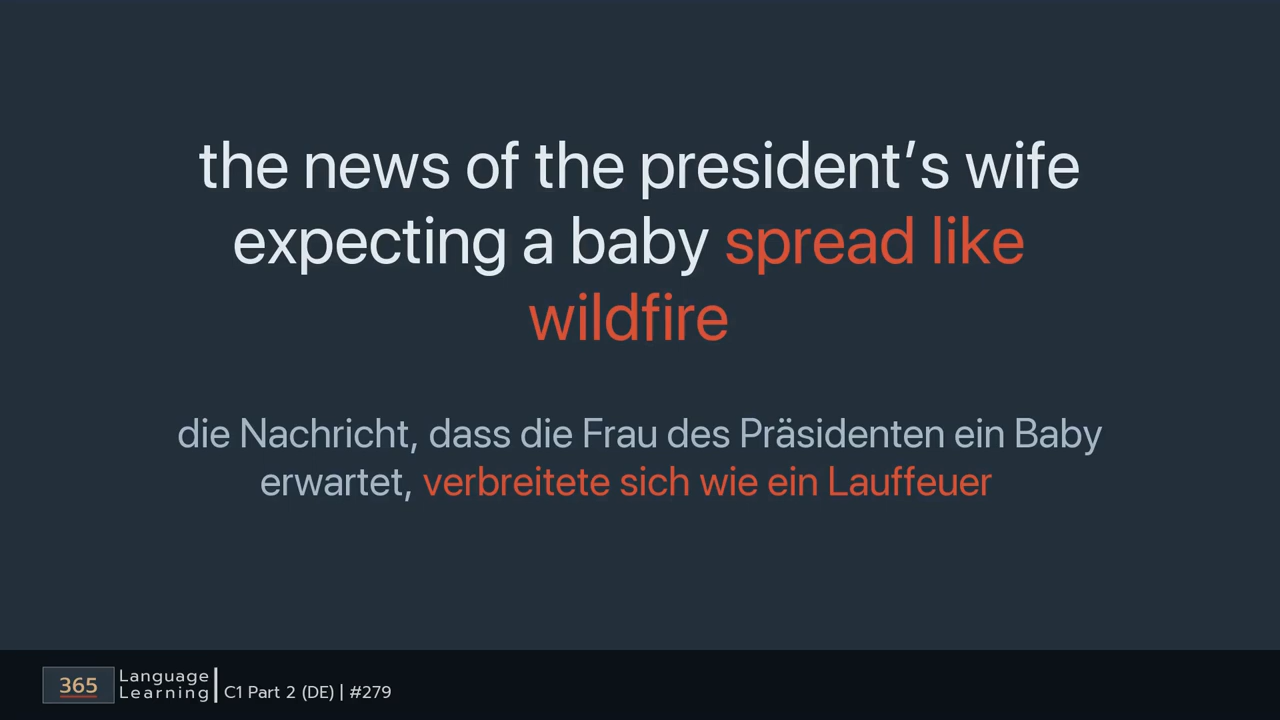 the news of the president’s wife
expecting a baby spread like
wildfire
die Nachricht, dass die Frau des Präsidenten ein Baby
erwartet, verbreitete sich wie ein Lauffeuer
365
Language
Learning
C1 Part 2 (DE) | #279